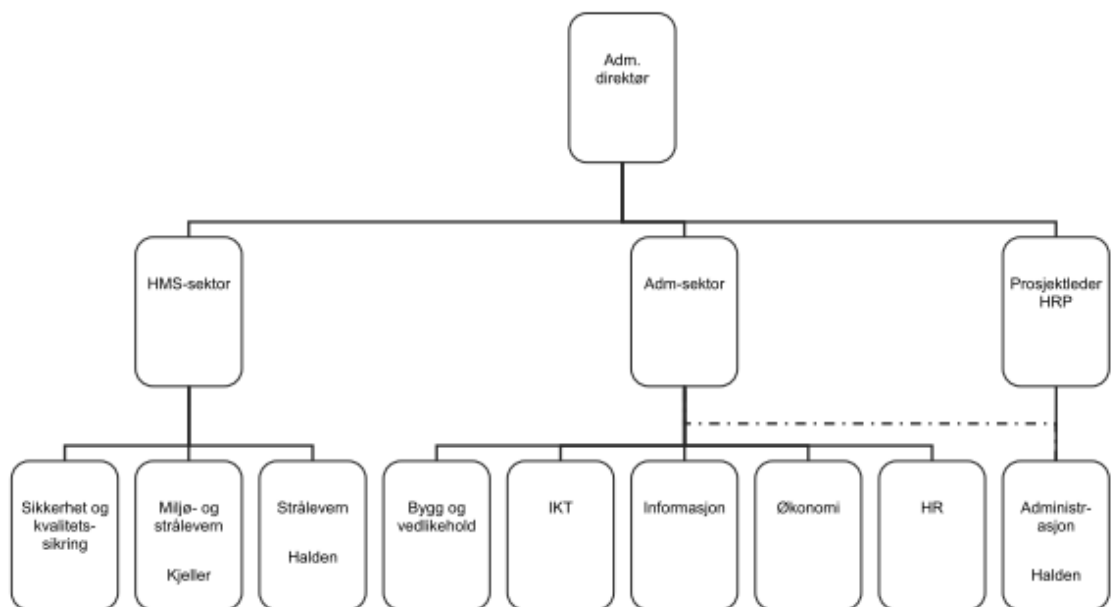 Adm.
direktør
HMS-sektor
Adm-sektor
Prosjektleder
HRP
Sikkerhet og
kvalitets-
sikring
Miljø- og
strålevern
Kjeller
Strålevern
Halden
Bygg og
vedlikehold
IKT
Informasjon
Økonomi
HR
Administr-
asjon
Halden